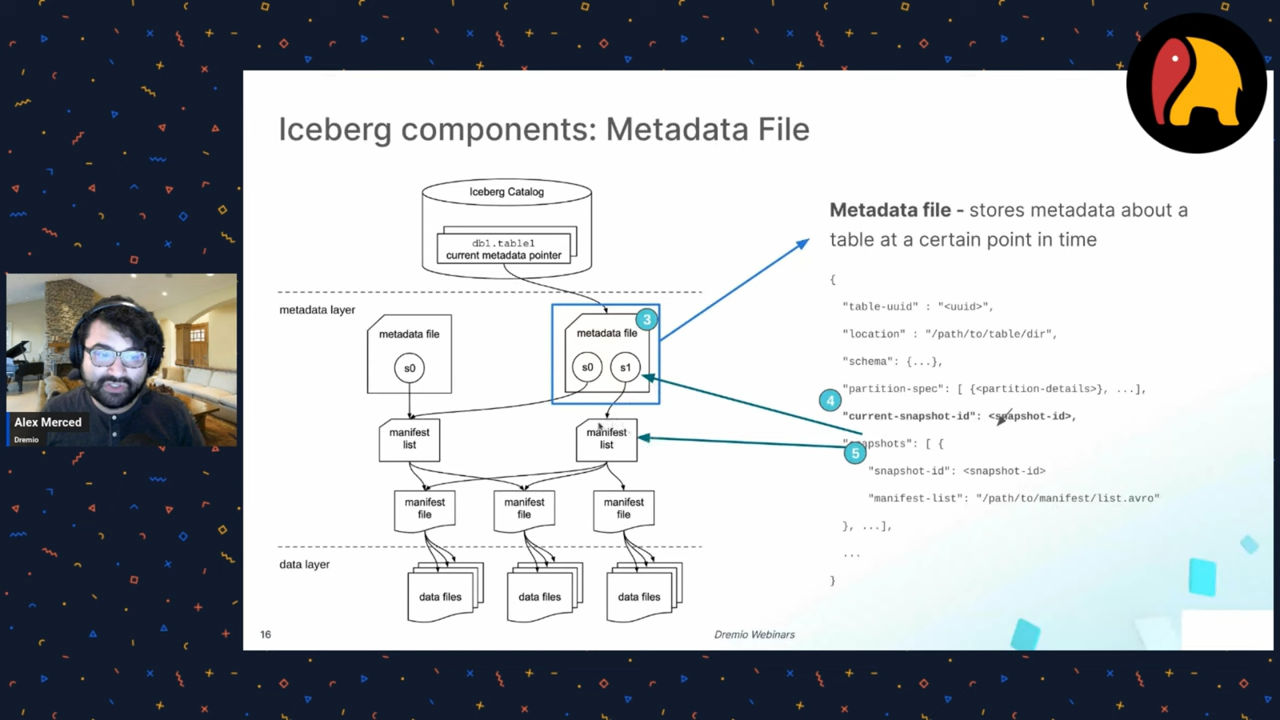 Iceberg components: Metadata File
Iceberg Catalog
db1.table1
current metadata pointer
metadata layer
metadata file
s0
metadata file
3
s0
s1
manifest
list
manifest
list
manifest
file
manifest
file
manifest
file
data layer
data files
data files
data files
Metadata file - stores metadata about a
table at a certain point in time
{
"table-uuid" : "<uuid>",
"location" : "/path/to/table/dir",
"schema": {...},
"partition-spec": [ {<partition-details>}, ...],
4
"current-snapshot-id": <snapshot-id>,
"snapshots": [ {
5
"snapshot-id": <snapshot-id>
"manifest-list": "/path/to/manifest/list.avro"
}, ...],
...
}
16
Dremio Webinars
Alex Merced
Dremio